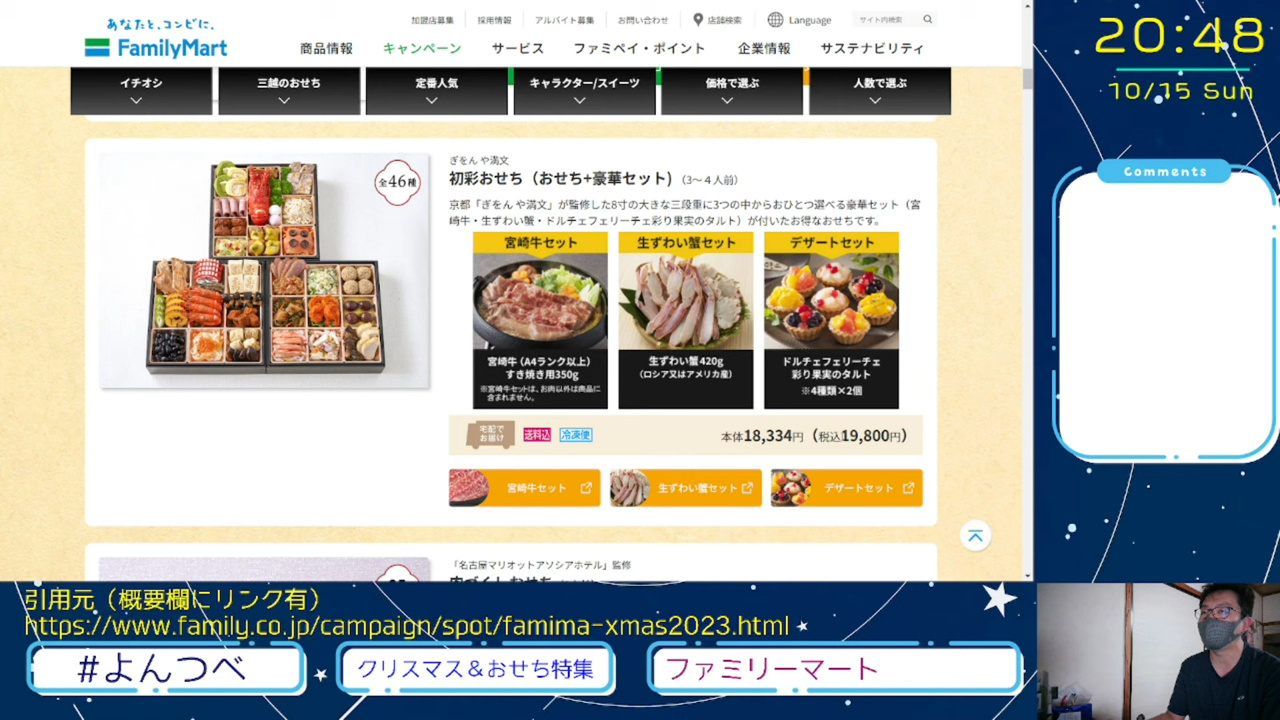 あなたと、コンビに、
FamilyMart
加盟店募集
採用情報
アルバイト募集
お問い合わせ
店舗検索
Language
サイト内検索
商品情報
キャンペーン
サービス
ファミペイ・ポイント
企業情報
サステナビリティ
イチオシ
三越のおせち
定番人気
キャラクター/スイーツ
価格で選ぶ
人数で選ぶ
全46種
ぎをん や満文
初彩おせち（おせち+豪華セット）（3～4人前）
京都「ぎをん や満文」が監修した8寸の大きな三段重に3つの中からおひとつ選べる豪華セット（宮
崎牛・生ずわい蟹・ドルチェフェリーチェ彩り果実のタルト）が付いたお得なおせちです。
宮崎牛セット
宮崎牛（A4ランク以上）
すき焼き用350g
※宮崎牛セットは、お肉以外は商品に
含まれません。
生ずわい蟹セット
生ずわい蟹420g
（ロシア又はアメリカ産）
デザートセット
ドルチェフェリーチェ
彩り果実のタルト
※4種類×2個
宅配で
お届け
送料込
冷凍便
本体18,334円（税込19,800円）
宮崎牛セット
生ずわい蟹セット
デザートセット
「名古屋マリオットアソシアホテル」監修
20:48
10/15 Sun
Comments
引用元（概要欄にリンク有）
https://www.family.co.jp/campaign/spot/famima-xmas2023.html
#よんつべ
クリスマス＆おせち特集
ファミリーマート